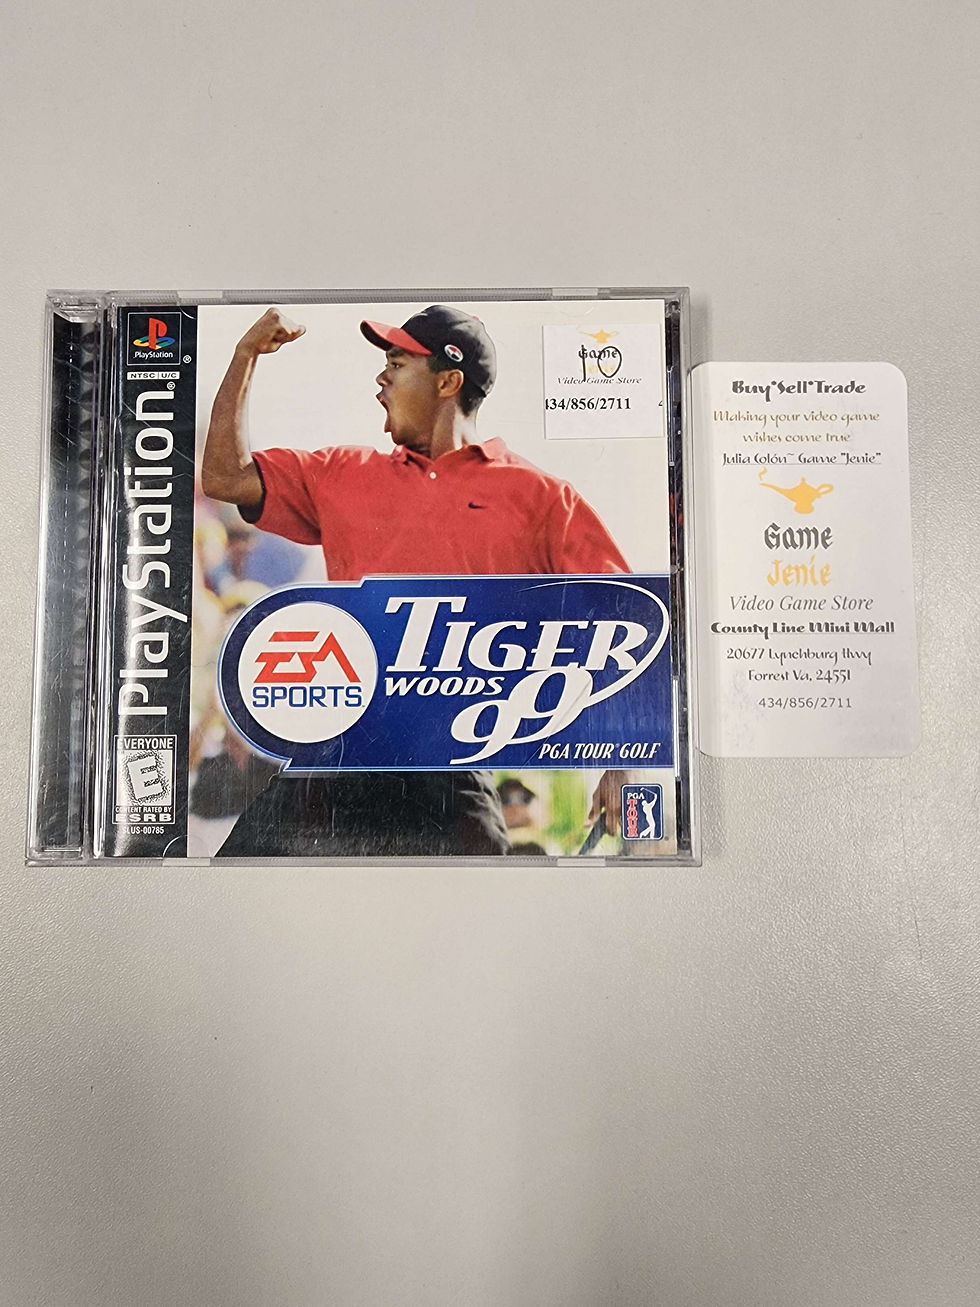 PlayStation
®
NTSC U/C
PlayStation®
EVERYONE
E
CONTENT RATED BY
ESRB
SLUS-00785
10
Game
Jenie
Video Game Store
434/856/2711
EA
SPORTS
TIGER
WOODS
99
PGA TOUR GOLF
PGA
TOUR
Buy*Sell*Trade
Making your video game
wishes come true
Julia Colón~ Game "Jenie"
Game
Jenie
Video Game Store
County Line Mini Mall
20677 Lynchburg Hwy
Forrest Va, 24551
434/856/2711